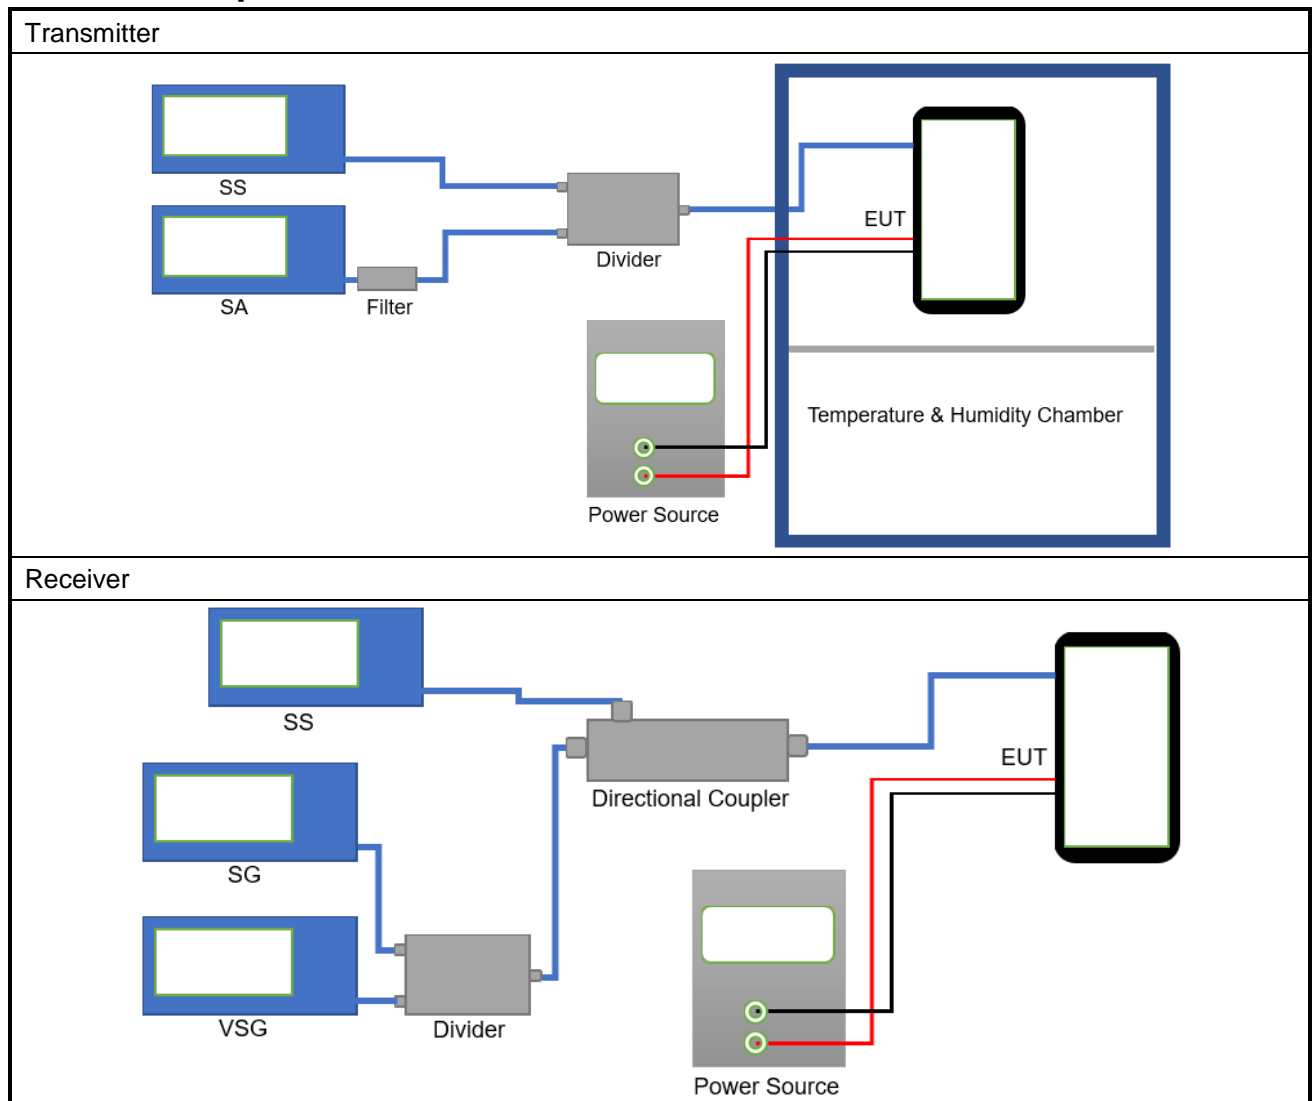 Transmitter
SS
SA
Filter
Divider
EUT
Temperature & Humidity Chamber
Power Source
Receiver
SS
SG
VSG
Divider
Directional Coupler
EUT
Power Source